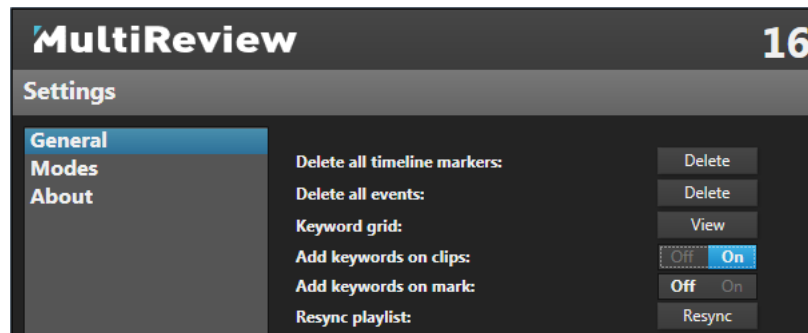 MultiReview 16
Settings
General
Modes
About
Delete all timeline markers: Delete
Delete all events: Delete
Keyword grid: View
Add keywords on clips: Off On
Add keywords on mark: Off On
Resync playlist: Resync